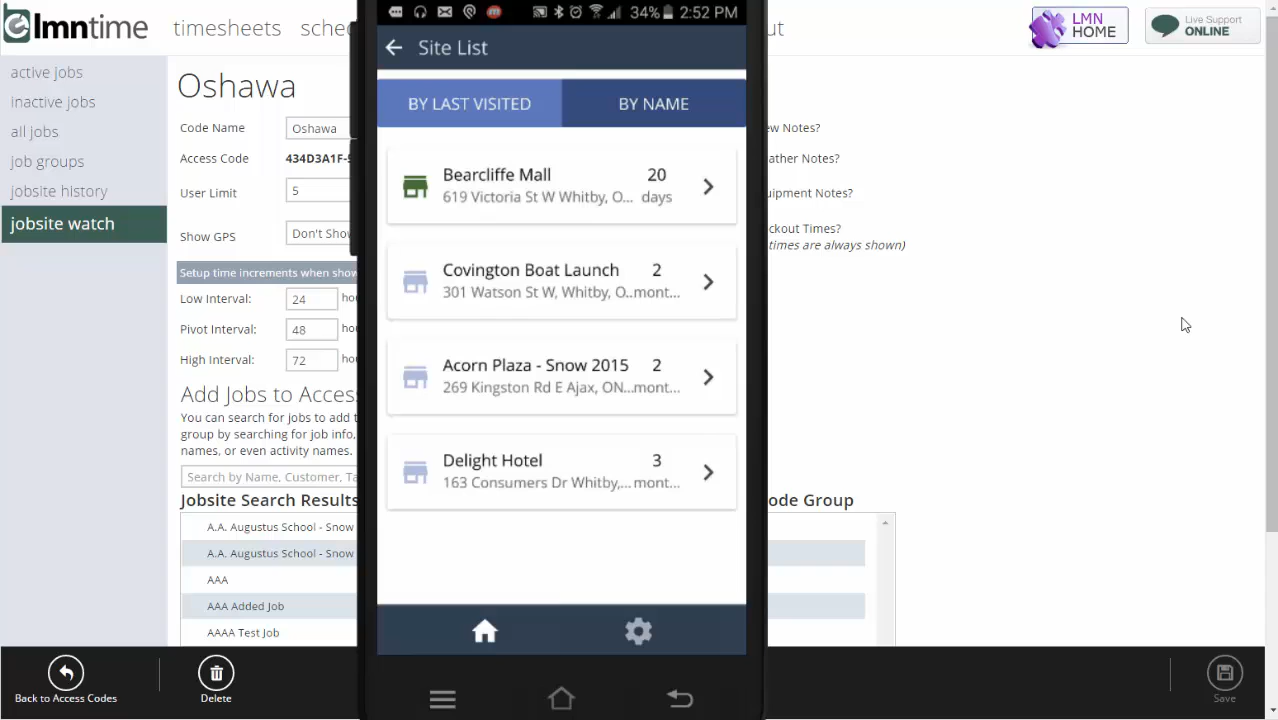 lmntime
timesheets
sched
ut
LMN
HOME
Live Support
ONLINE
active jobs
inactive jobs
all jobs
job groups
jobsite history
jobsite watch
Oshawa
Code Name
Oshawa
ew Notes?
Access Code
434D3A1F-
ather Notes?
User Limit
5
uipment Notes?
Show GPS
Don't Sho
ckout Times?
times are always shown)
Setup time increments when show
Low Interval:
24
ho
Pivot Interval:
48
ho
High Interval:
72
ho
Add Jobs to Acces
You can search for jobs to add t
group by searching for job info,
names, or even activity names.
Search by Name, Customer, Ta
Jobsite Search Results
ode Group
A.A. Augustus School - Snow
A.A. Augustus School - Snow
AAA
AAA Added Job
AAAA Test Job
Back to Access Codes
Delete
Save
34% 2:52 PM
Site List
BY LAST VISITED
BY NAME
Bearcliffe Mall
20
619 Victoria St W Whitby, O...
days
Covington Boat Launch
2
301 Watson St W, Whitby, O..
mont...
Acorn Plaza - Snow 2015
2
269 Kingston Rd E Ajax, ON...
mont...
Delight Hotel
3
163 Consumers Dr Whitby,...
mont...